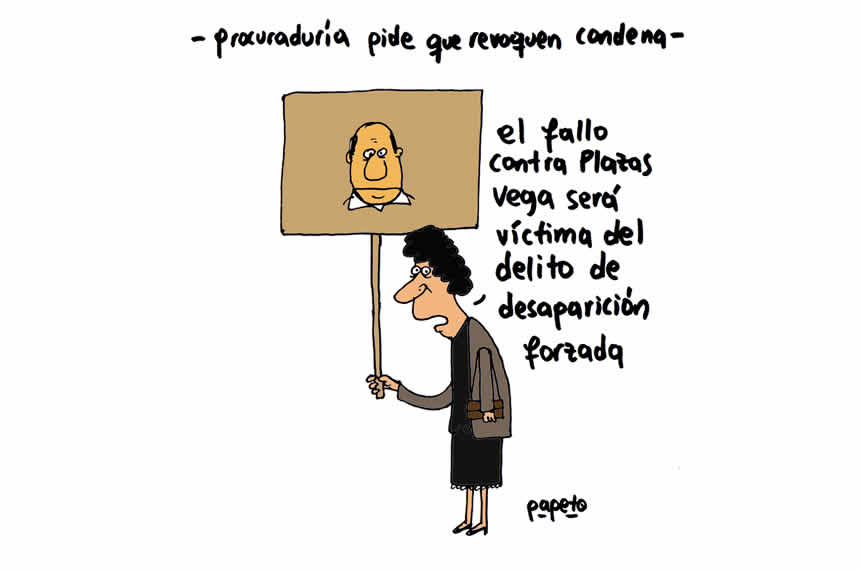 - procuraduría pide que revoquen condena -
el fallo
contra Plazas
Vega será
víctima del
delito de
desaparición
forzada
papeto